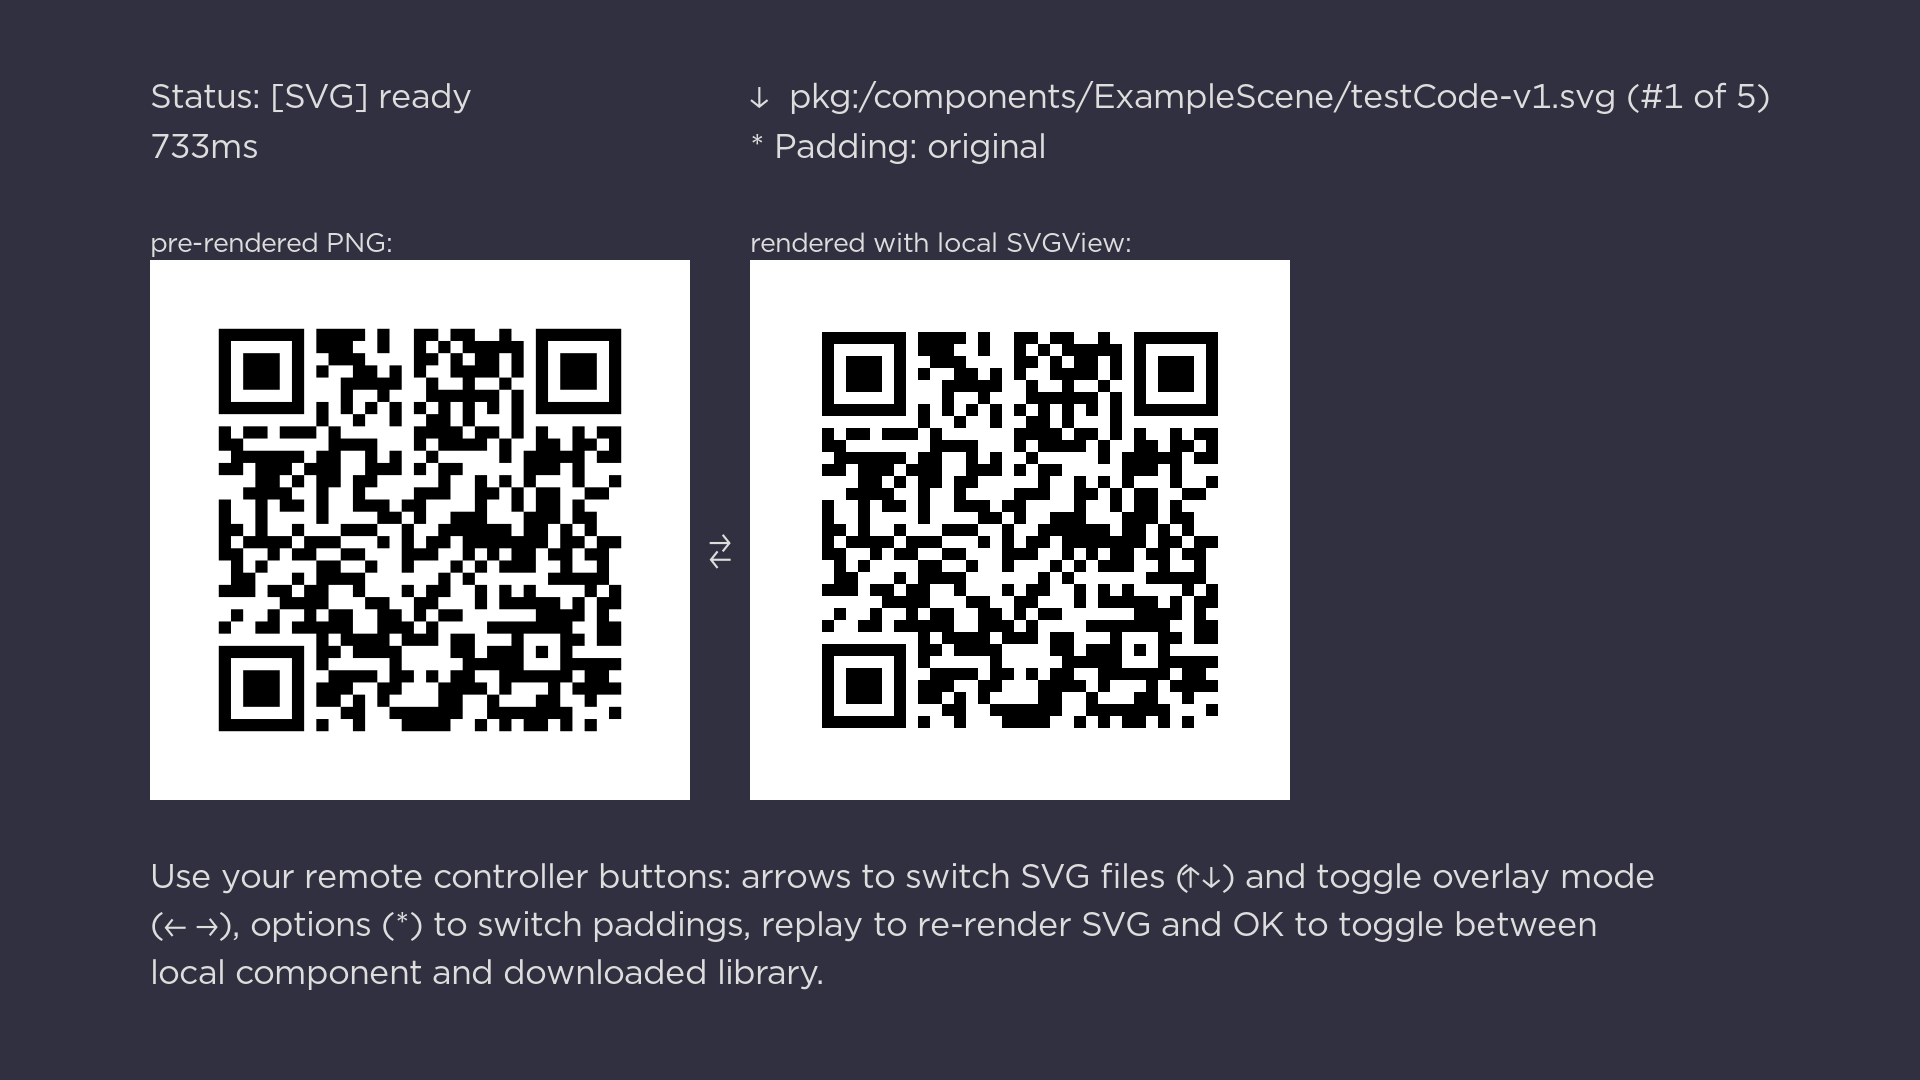 Status: [SVG] ready
733ms
↓ pkg:/components/ExampleScene/testCode-v1.svg (#1 of 5)
* Padding: original
pre-rendered PNG:
rendered with local SVGView:
⇄
Use your remote controller buttons: arrows to switch SVG files (↑↓) and toggle overlay mode
(← →), options (*) to switch paddings, replay to re-render SVG and OK to toggle between
local component and downloaded library.